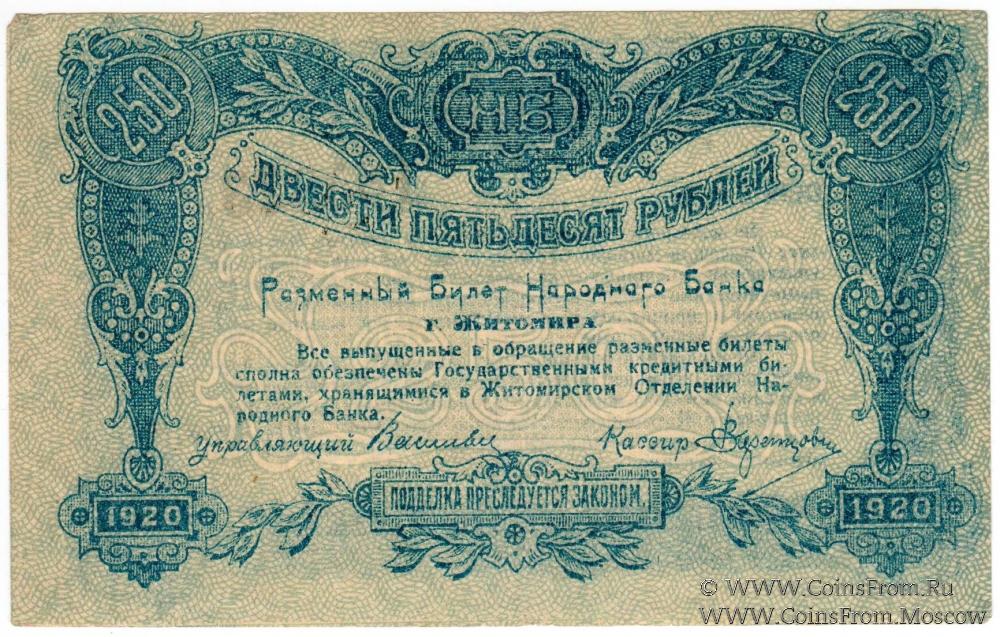 250
НБ
250
ДВЕСТИ ПЯТЬДЕСЯТ РУБЛЕЙ
Разменный Билет Народного Банка
г. Житомира
Все выпущенные в обращение разменные билеты
сполна обеспечены Государственными кредитными би-
летами, хранящимися в Житомирском Отделении На-
родного Банка.
Управляющий
Кассир
ПОДДЕЛКА ПРЕСЛЕДУЕТСЯ ЗАКОНОМ.
1920
1920
© WWW.CoinsFrom.Ru
WWW.CoinsFrom.Moscow